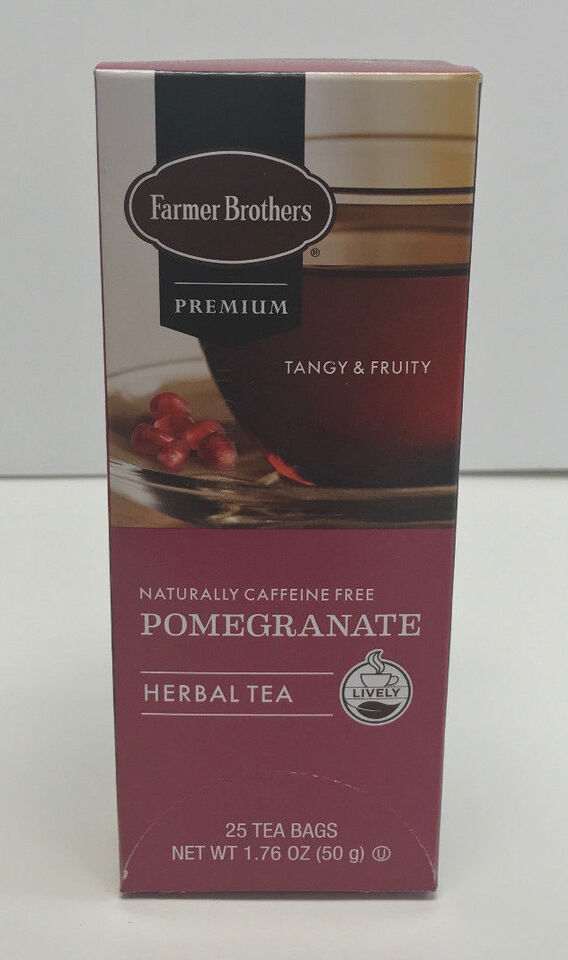 Farmer Brothers
®
PREMIUM
TANGY & FRUITY
NATURALLY CAFFEINE FREE
POMEGRANATE
HERBAL TEA
LIVELY
25 TEA BAGS
NET WT 1.76 OZ (50 g) Ⓤ